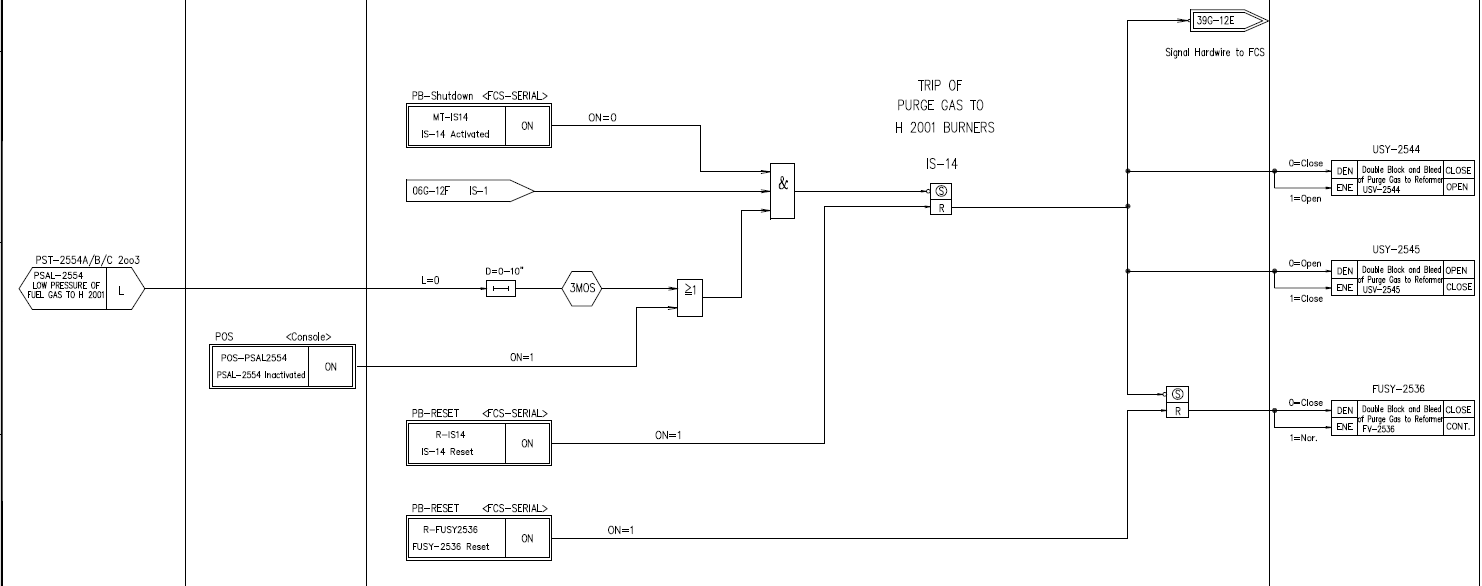 39G-12E
Signal Hardwire to FCS
TRIP OF
PURGE GAS TO
H 2001 BURNERS
IS-14
PB-Shutdown <FCS-SERIAL>
MT-IS14
IS-14 Activated
ON
ON=0
06G-12F IS-1
&
S
R
USY-2544
0=Close
DEN
Double Block and Bleed
of Purge Gas to Reformer
USV-2544
CLOSE
ENE
OPEN
1=Open
PST-2554A/B/C 2oo3
PSAL-2554
LOW PRESSURE OF
FUEL GAS TO H 2001
L
L=0
D=0-10"
3MOS
≥1
USY-2545
0=Open
DEN
Double Block and Bleed
of Purge Gas to Reformer
USV-2545
OPEN
ENE
CLOSE
1=Close
POS <Console>
POS-PSAL2554
PSAL-2554 Inactivated
ON
ON=1
S
R
FUSY-2536
0=Close
DEN
Double Block and Bleed
of Purge Gas to Reformer
FV-2536
CLOSE
ENE
CONT.
1=Nor.
PB-RESET <FCS-SERIAL>
R-IS14
IS-14 Reset
ON
ON=1
PB-RESET <FCS-SERIAL>
R-FUSY2536
FUSY-2536 Reset
ON
ON=1